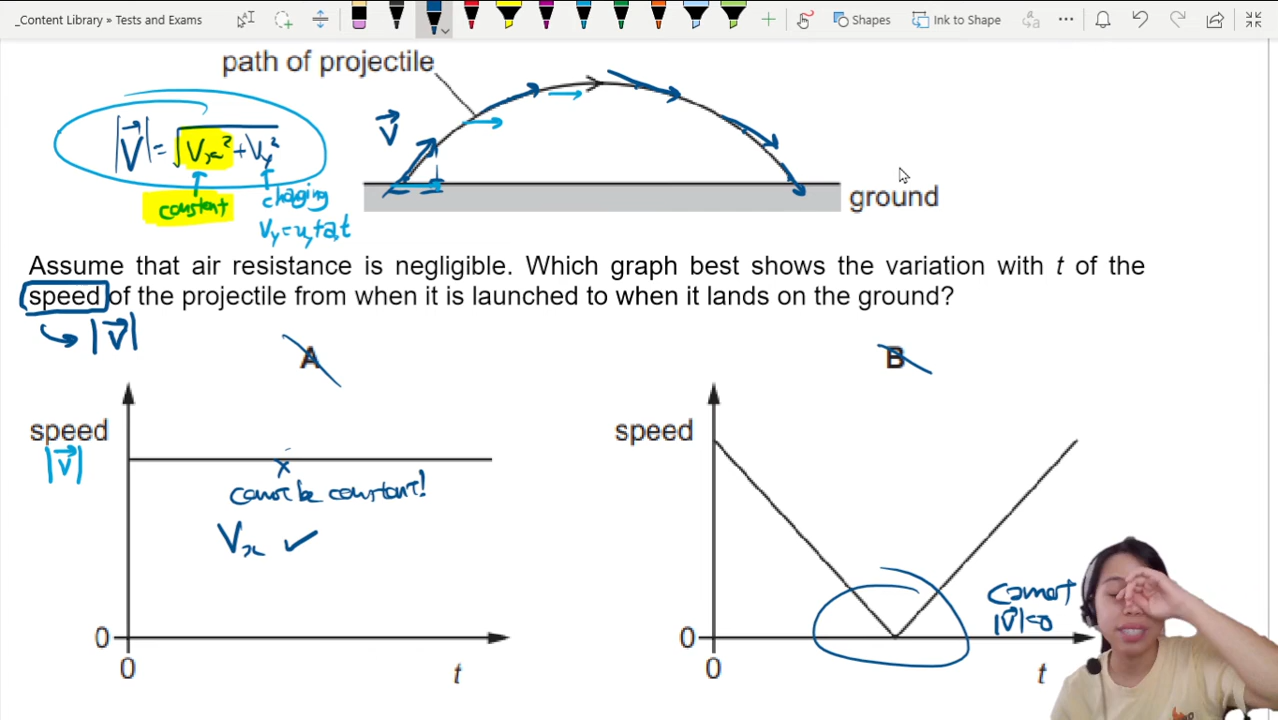 _Content Library » Tests and Exams
Shapes
Ink to Shape
path of projectile
|V|= √Vx²+Vy²
constant
changing
Vy=uy+ayt
V
ground
Assume that air resistance is negligible. Which graph best shows the variation with t of the
speed of the projectile from when it is launched to when it lands on the ground?
|V|
A
B
speed
|V|
x
cannot be constant!
Vx ✓
0
0
t
speed
cannot
|V|=0
0
0
t